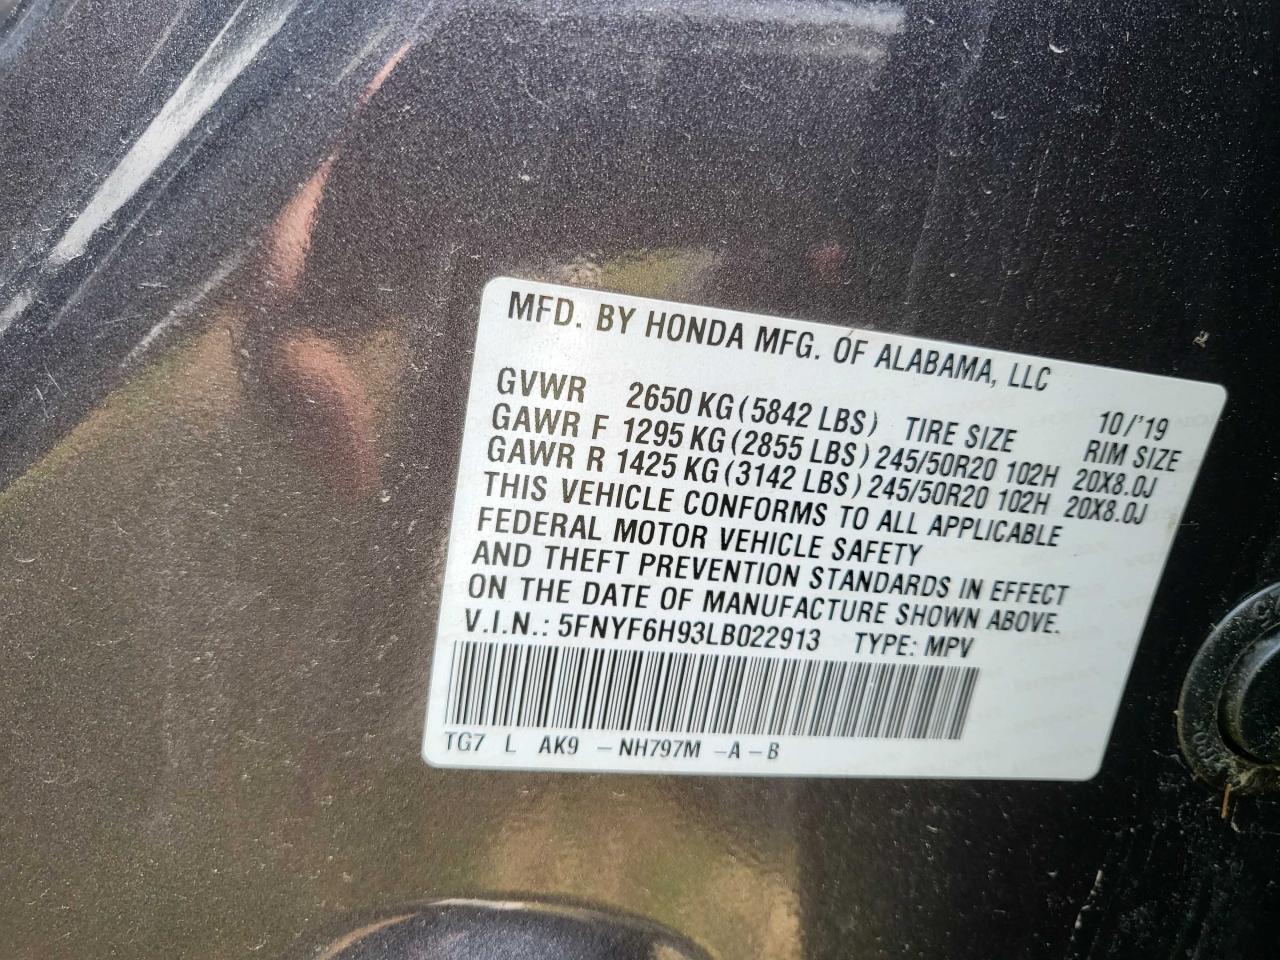 MFD. BY HONDA MFG. OF ALABAMA, LLC
10/'19
GVWR 2650 KG (5842 LBS) TIRE SIZE RIM SIZE
GAWR F 1295 KG (2855 LBS) 245/50R20 102H 20X8.0J
GAWR R 1425 KG (3142 LBS) 245/50R20 102H 20X8.0J
THIS VEHICLE CONFORMS TO ALL APPLICABLE
FEDERAL MOTOR VEHICLE SAFETY
AND THEFT PREVENTION STANDARDS IN EFFECT
ON THE DATE OF MANUFACTURE SHOWN ABOVE.
V.I.N.: 5FNYF6H93LB022913 TYPE: MPV
TG7 L AK9 -NH797M -A-B